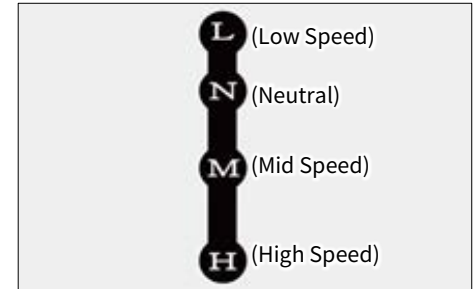 L (Low Speed)
N (Neutral)
M (Mid Speed)
H (High Speed)